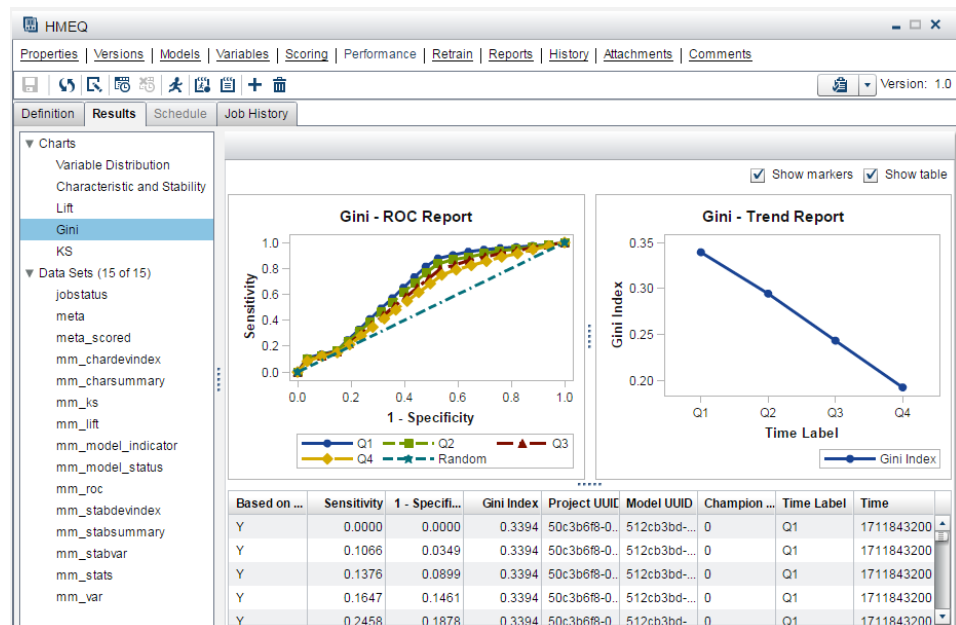 HMEQ
Properties | Versions | Models | Variables | Scoring | Performance | Retrain | Reports | History | Attachments | Comments
Version: 1.0
Definition Results Schedule Job History
Charts
Variable Distribution
Characteristic and Stability
Lift
Gini
KS
Data Sets (15 of 15)
jobstatus
meta
meta_scored
mm_chardevindex
mm_charsummary
mm_ks
mm_lift
mm_model_indicator
mm_model_status
mm_roc
mm_stabdevindex
mm_stabsummary
mm_stabvar
mm_stats
mm_var
Show markers Show table
Gini - ROC Report
Sensitivity
1.0
0.8
0.6
0.4
0.2
0.0
0.0 0.2 0.4 0.6 0.8 1.0
1 - Specificity
Q1 Q2 Q3
Q4 Random
Gini - Trend Report
Gini Index
0.35
0.30
0.25
0.20
Q1 Q2 Q3 Q4
Time Label
Gini Index
Based on ... Sensitivity 1 - Specifi... Gini Index Project UUID Model UUID Champion ... Time Label Time
Y 0.0000 0.0000 0.3394 50c3b6f8-0.. 512cb3bd-... 0 Q1 1711843200
Y 0.1066 0.0349 0.3394 50c3b6f8-0.. 512cb3bd-... 0 Q1 1711843200
Y 0.1376 0.0899 0.3394 50c3b6f8-0.. 512cb3bd-... 0 Q1 1711843200
Y 0.1647 0.1461 0.3394 50c3b6f8-0.. 512cb3bd-... 0 Q1 1711843200
Y 0.2458 0.1878 0.3394 50c3b6f8-0 512cb3bd- 0 Q1 1711843200